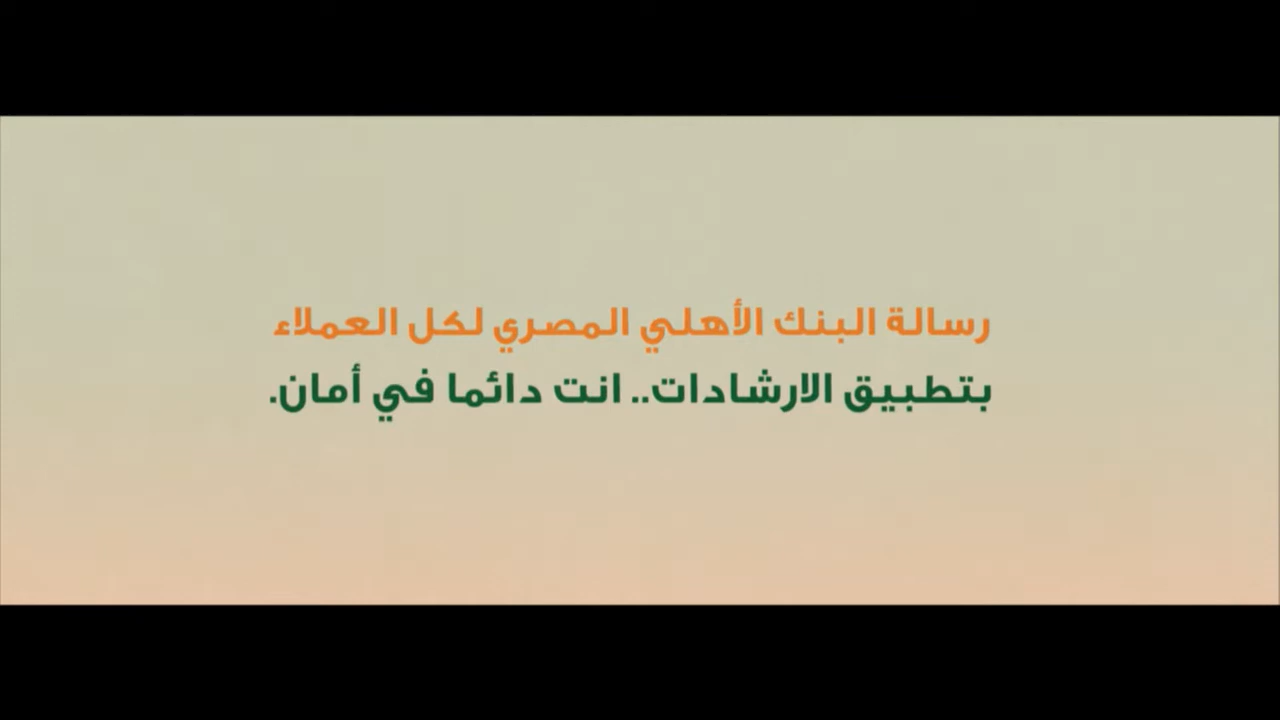 رسالة البنك الأهلي المصري لكل العملاء
بتطبيق الارشادات.. انت دائما في أمان.